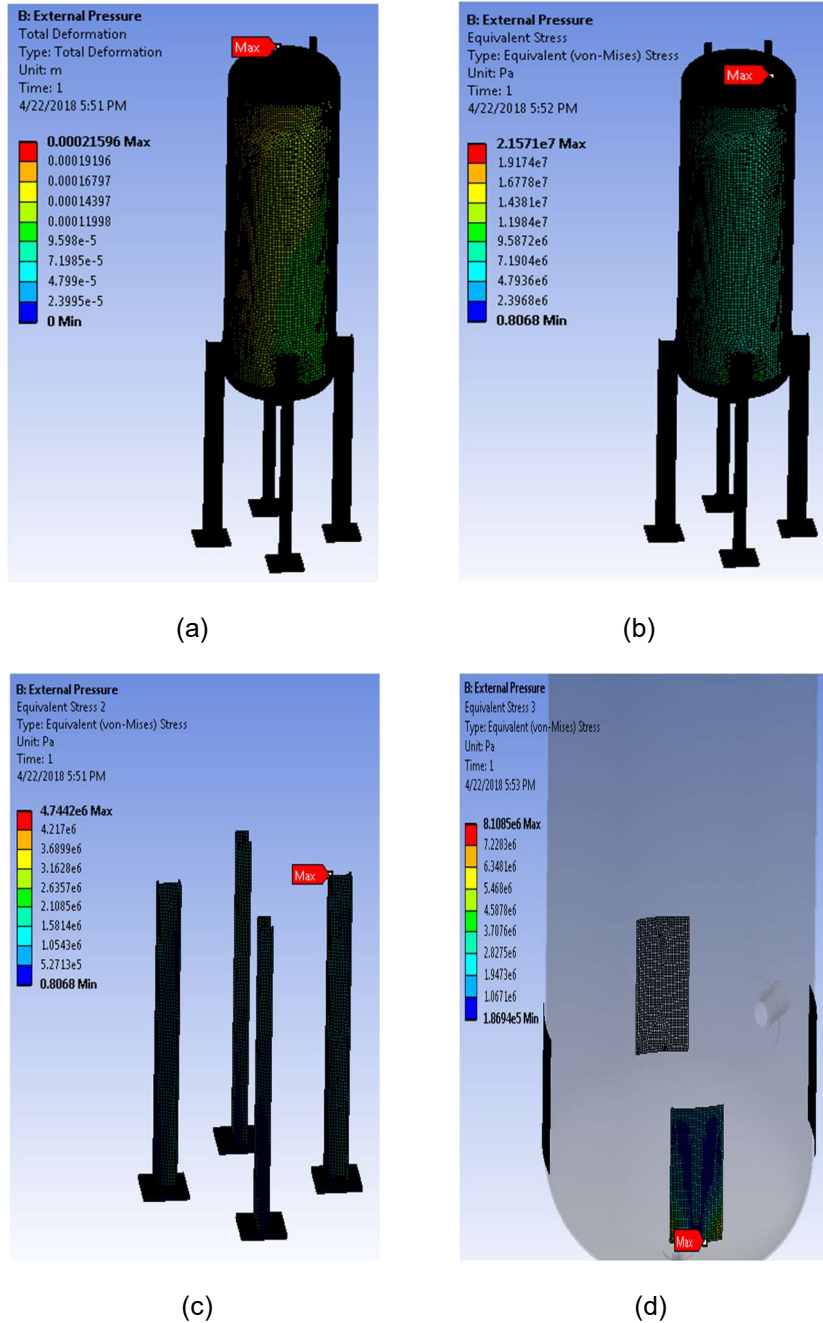 B: External Pressure
Total Deformation
Type: Total Deformation
Unit: m
Time: 1
4/22/2018 5:51 PM
0.00021596 Max
0.00019196
0.00016797
0.00014397
0.00011998
9.598e-5
7.1985e-5
4.799e-5
2.3995e-5
0 Min
Max
(a)
B: External Pressure
Equivalent Stress
Type: Equivalent (von-Mises) Stress
Unit: Pa
Time: 1
4/22/2018 5:52 PM
2.1571e7 Max
1.9174e7
1.6778e7
1.4381e7
1.1984e7
9.5872e6
7.1904e6
4.7936e6
2.3968e6
0.8068 Min
Max
(b)
B: External Pressure
Equivalent Stress 2
Type: Equivalent (von-Mises) Stress
Unit: Pa
Time: 1
4/22/2018 5:51 PM
4.7442e6 Max
4.217e6
3.6899e6
3.1628e6
2.6357e6
2.1085e6
1.5814e6
1.0543e6
5.2713e5
0.8068 Min
Max
(c)
B: External Pressure
Equivalent Stress 3
Type: Equivalent (von-Mises) Stress
Unit: Pa
Time: 1
4/22/2018 5:53 PM
8.1085e6 Max
7.2283e6
6.3481e6
5.468e6
4.5878e6
3.7076e6
2.8275e6
1.9473e6
1.0671e6
1.8694e5 Min
Max
(d)